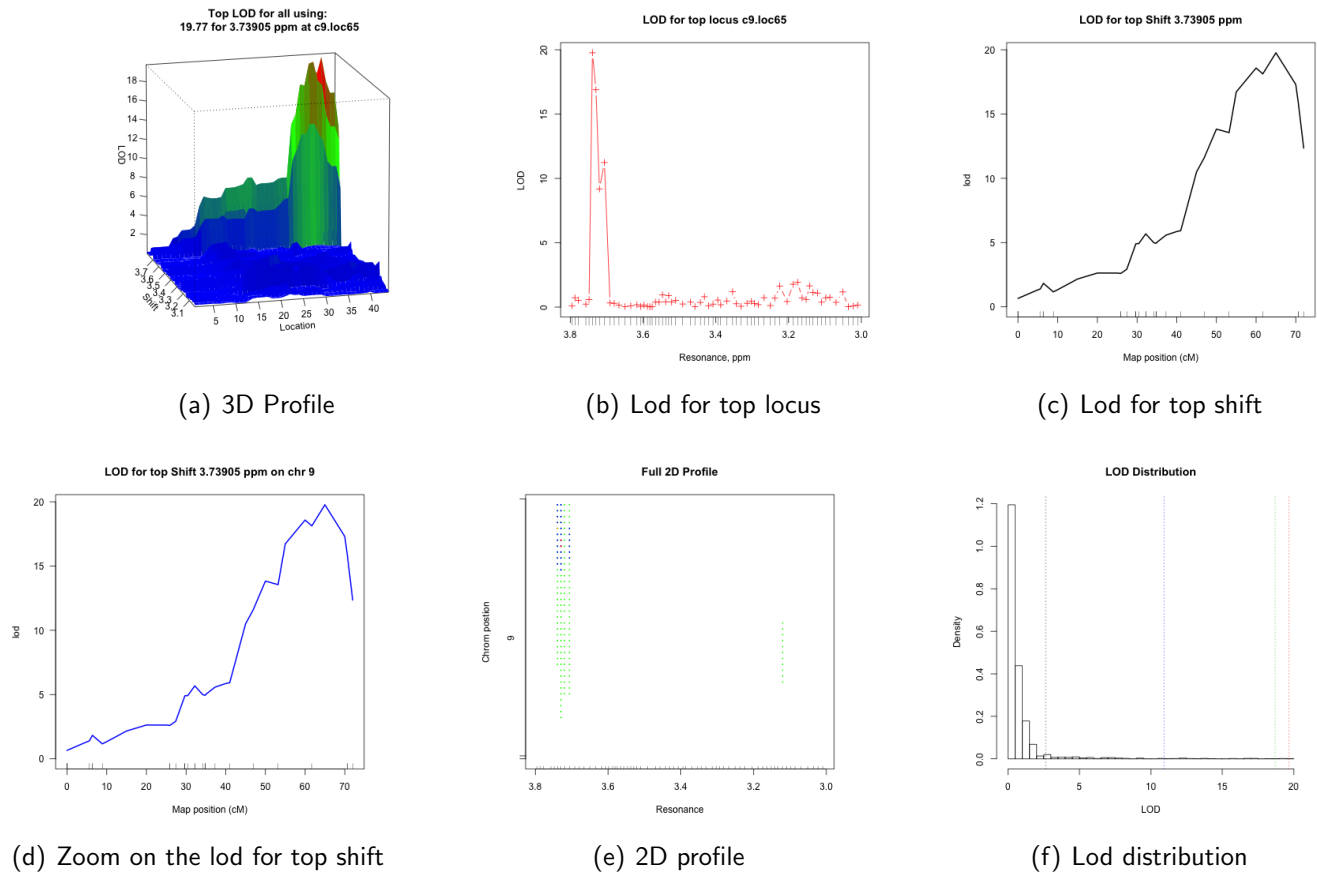 Top LOD for all using:
19.77 for 3.73905 ppm at c9.loc65
18
16
14
12
10
8
6
4
2
LOD
3.7
3.6
3.5
3.4
3.3
3.2
3.1
Shift
5 10 15 20 25 30 35 40
Location
(a) 3D Profile
LOD for top locus c9.loc65
20
15
10
5
0
LOD
3.8 3.6 3.4 3.2 3.0
Resonance, ppm
(b) Lod for top locus
LOD for top Shift 3.73905 ppm
20
15
10
5
0
lod
0 10 20 30 40 50 60 70
Map position (cM)
(c) Lod for top shift
LOD for top Shift 3.73905 ppm on chr 9
20
15
10
5
0
lod
0 10 20 30 40 50 60 70
Map position (cM)
(d) Zoom on the lod for top shift
Full 2D Profile
Chrom postion
9
3.8 3.6 3.4 3.2 3.0
Resonance
(e) 2D profile
LOD Distribution
1.2
1.0
0.8
0.6
0.4
0.2
0.0
Density
0 5 10 15 20
LOD
(f) Lod distribution